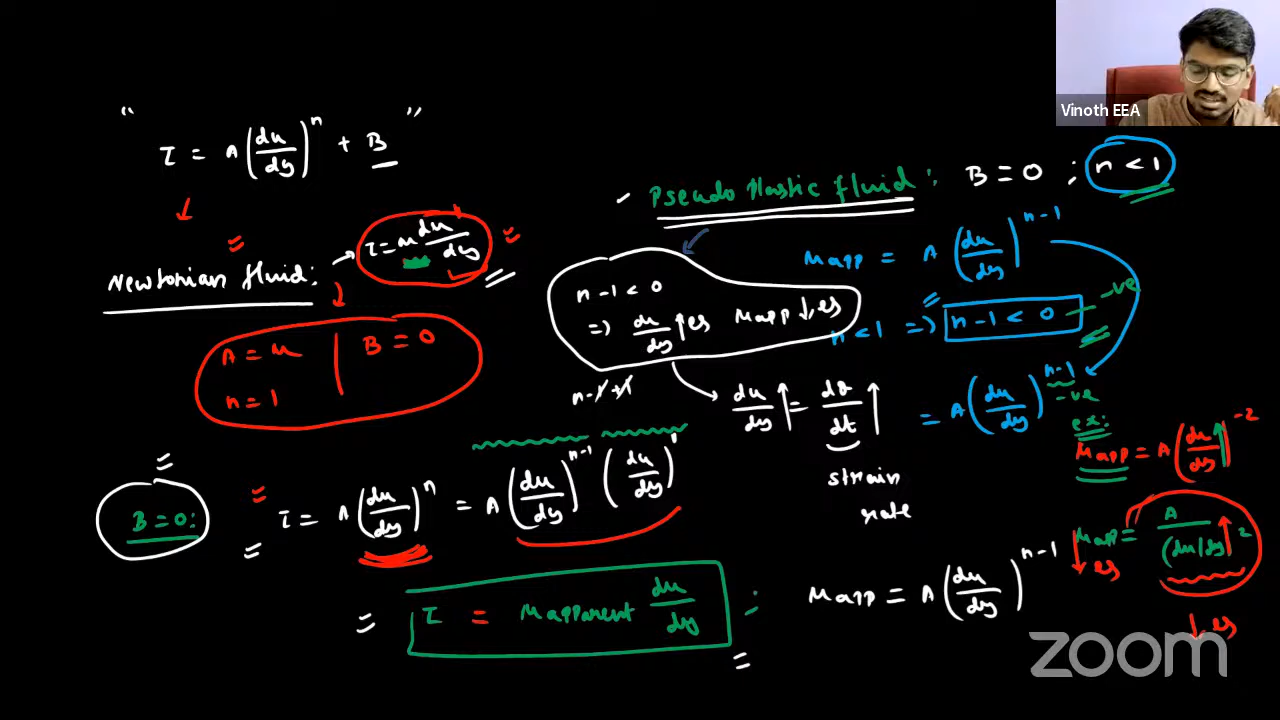 Vinoth EEA
"
τ = A(du/dy)^n + B "
Newtonian fluid:
τ = μ du/dy
A = μ | B = 0
n = 1
B = 0:
τ = A(du/dy)^n = A(du/dy)^n-1 (du/dy)^1
n-1+1
τ = μapparent du/dy
Pseudo Plastic fluid: B = 0 ; n < 1
μapp = A(du/dy)^n-1
n < 1 => n-1 < 0 -ve
= A(du/dy)^n-1
-ve
n-1 < 0
=> du/dy ↑es μapp ↓es
du/dy ↑ = dθ/dt ↑
strain
rate
ex:
μapp = A(du/dy)^-2
μapp = A/(du/dy)^2
↓es
↓es
μapp = A(du/dy)^n-1
zoom